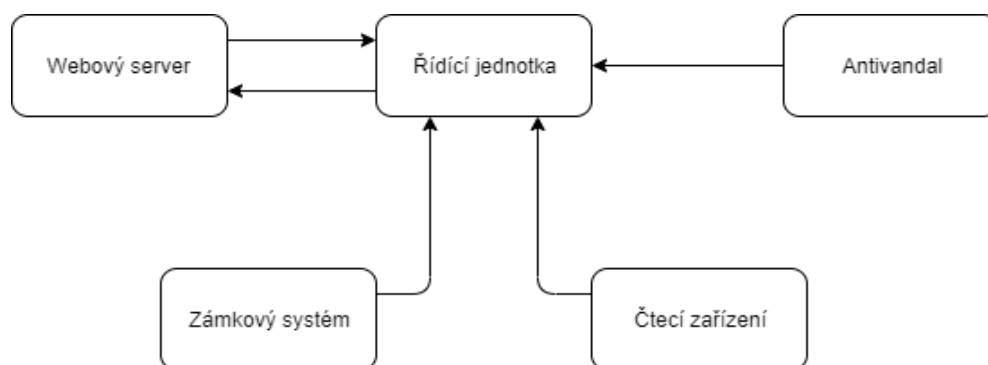 Webový server
Řídící jednotka
Antivandal
Zámkový systém
Čtecí zařízení